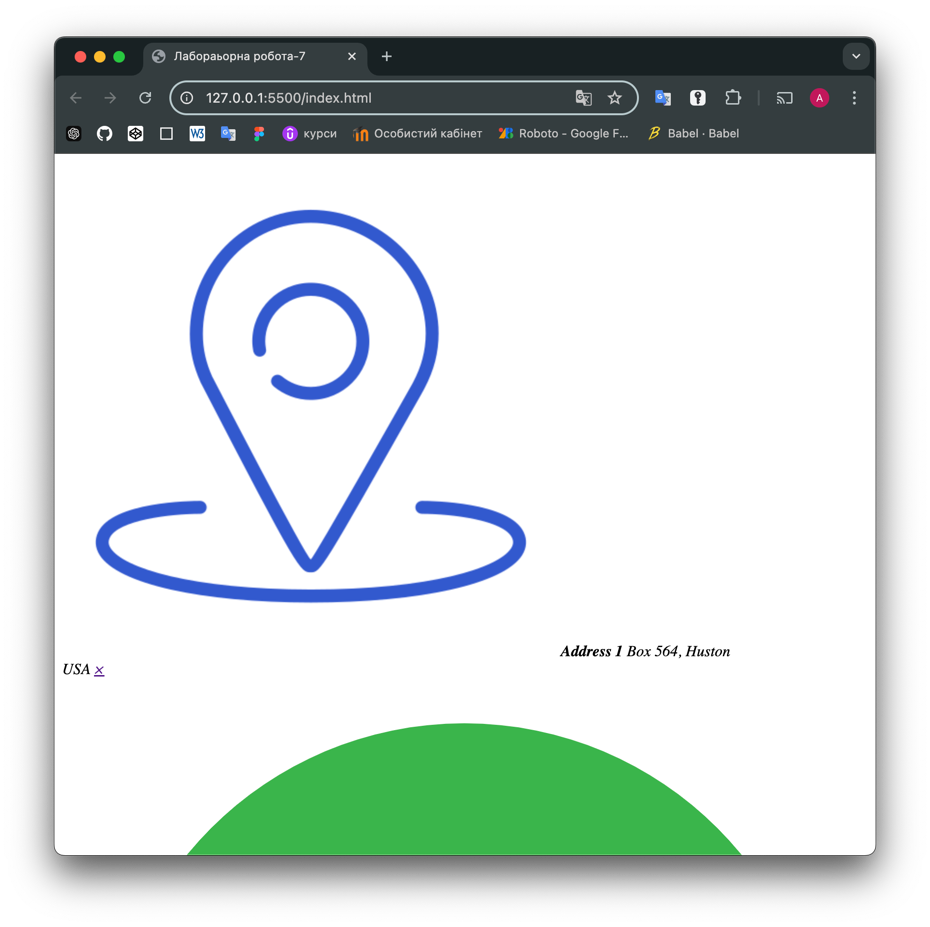 Лабораьорна робота-7
127.0.0.1:5500/index.html
A
W3 курси Особистий кабінет Roboto - Google F... Babel · Babel
Address 1 Box 564, Huston
USA ×